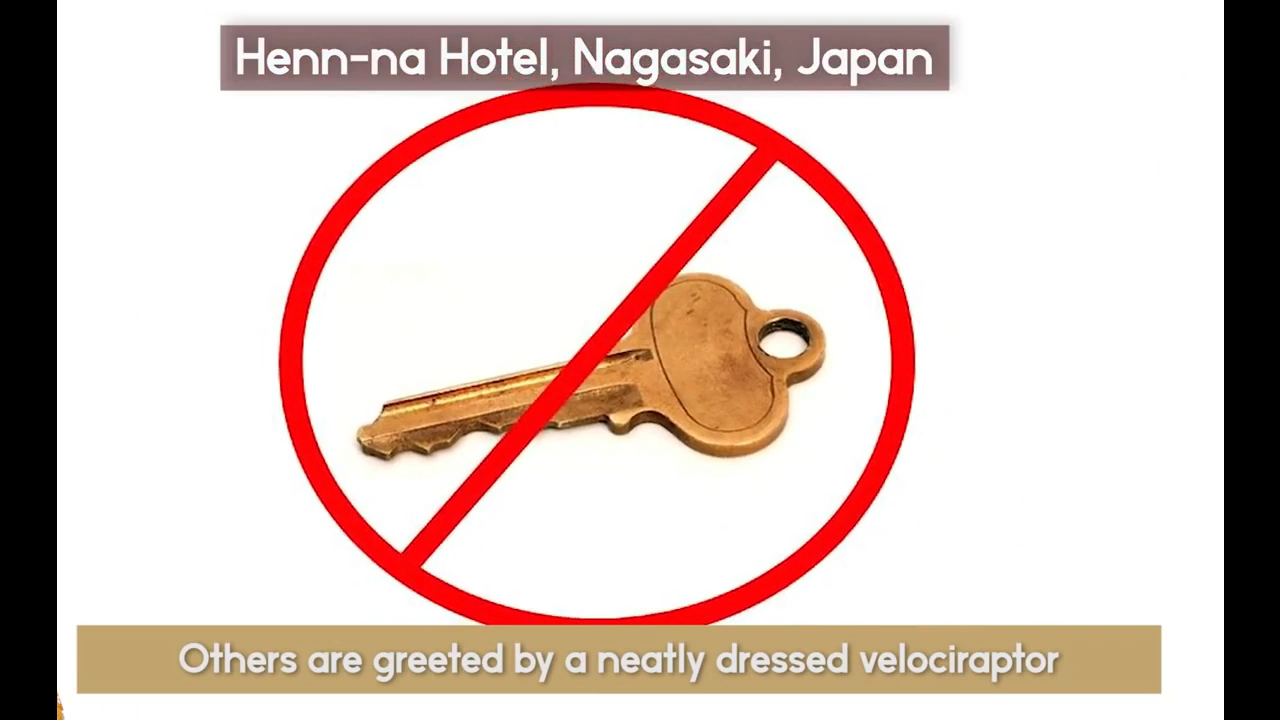 Henn-na Hotel, Nagasaki, Japan
Others are greeted by a neatly dressed velociraptor